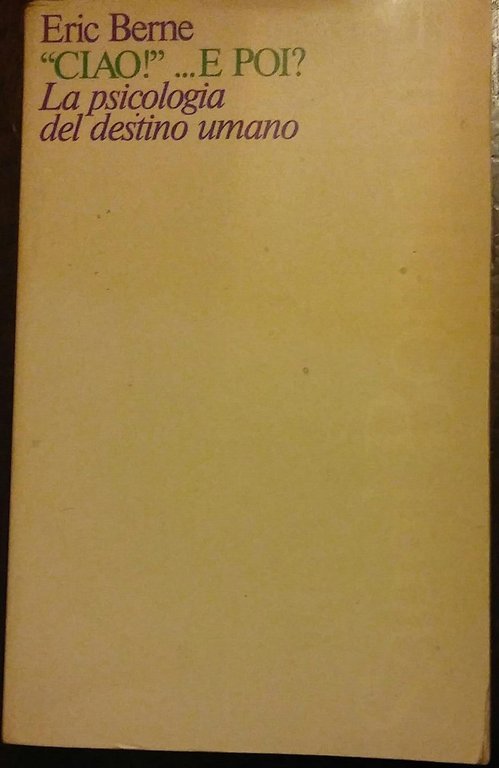 Eric Berne
“CIAO!” ...E POI?
La psicologia
del destino umano